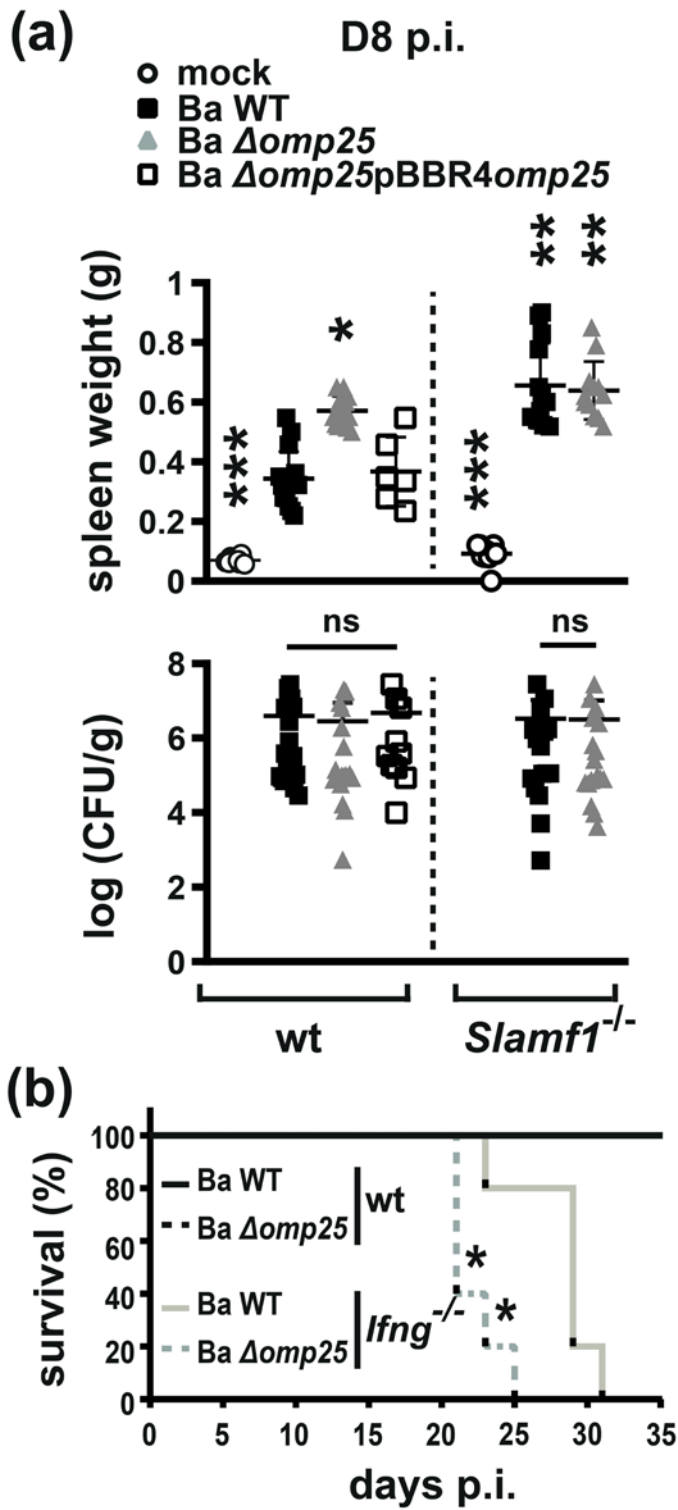 (a)
D8 p.i.
mock
Ba WT
Ba Δomp25
Ba Δomp25pBBR4omp25
spleen weight (g)
1
0.8
0.6
0.4
0.2
0
***
*
***
**
**
log (CFU/g)
8
6
4
2
0
ns
ns
wt
Slamf1-/-
(b)
survival (%)
100
80
60
40
20
0
Ba WT
Ba Δomp25
wt
Ba WT
Ba Δomp25
Ifng-/-
*
*
0 5 10 15 20 25 30 35
days p.i.